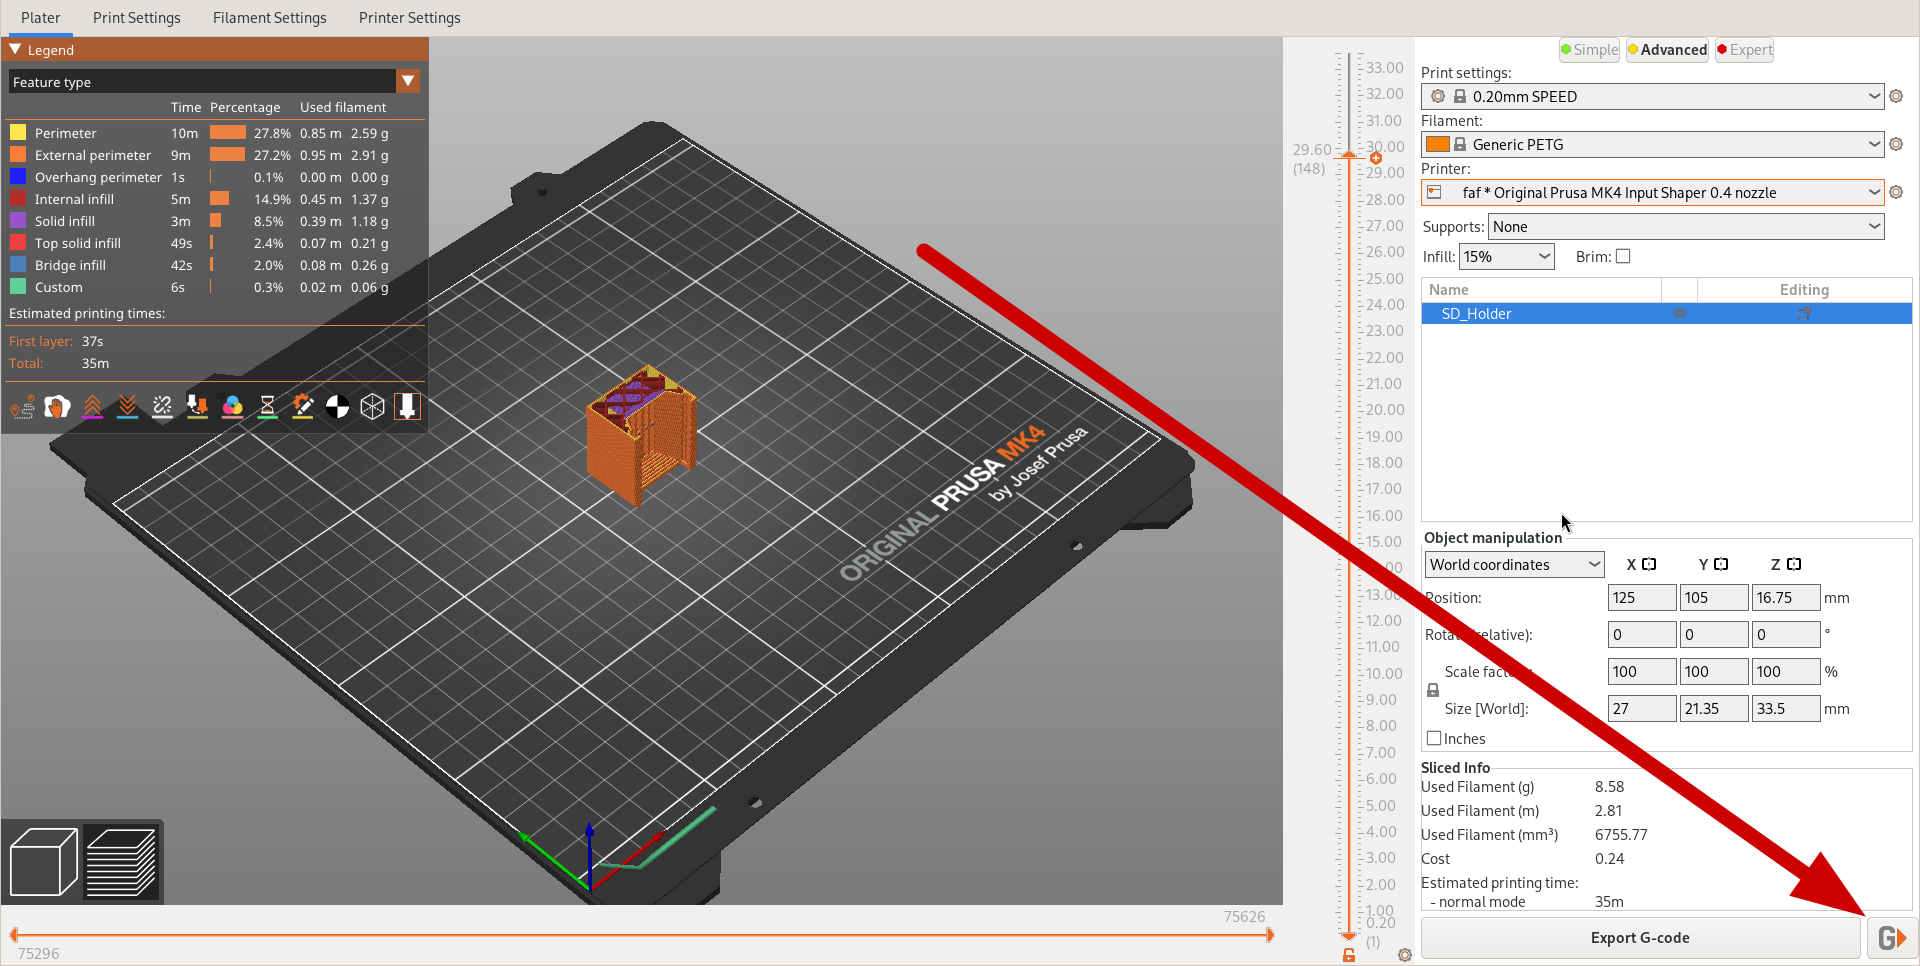 Plater Print Settings Filament Settings Printer Settings
Legend
Feature type
Time Percentage Used filament
Perimeter 10m 27.8% 0.85 m 2.59 g
External perimeter 9m 27.2% 0.95 m 2.91 g
Overhang perimeter 1s 0.1% 0.00 m 0.00 g
Internal infill 5m 14.9% 0.45 m 1.37 g
Solid infill 3m 8.5% 0.39 m 1.18 g
Top solid infill 49s 2.4% 0.07 m 0.21 g
Bridge infill 42s 2.0% 0.08 m 0.26 g
Custom 6s 0.3% 0.02 m 0.06 g
Estimated printing times:
First layer: 37s
Total: 35m
ORIGINAL PRUSA MK4
by Josef Prusa
75626
75296
29.60
(148)
33.00
32.00
31.00
30.00
29.00
28.00
27.00
26.00
25.00
24.00
23.00
22.00
21.00
20.00
19.00
18.00
17.00
16.00
15.00
13.00
12.00
11.00
10.00
9.00
8.00
7.00
6.00
5.00
4.00
3.00
2.00
1.00
0.20
(1)
Simple Advanced Expert
Print settings:
0.20mm SPEED
Filament:
Generic PETG
Printer:
faf * Original Prusa MK4 Input Shaper 0.4 nozzle
Supports: None
Infill: 15% Brim:
Name Editing
SD_Holder
Object manipulation
World coordinates X Y Z
Position: 125 105 16.75 mm
(relative): 0 0 0 °
Scale 100 100 100 %
Size [World]: 27 21.35 33.5 mm
Inches
Sliced Info
Used Filament (g) 8.58
Used Filament (m) 2.81
Used Filament (mm³) 6755.77
Cost 0.24
Estimated printing time:
- normal mode 35m
Export G-code
G